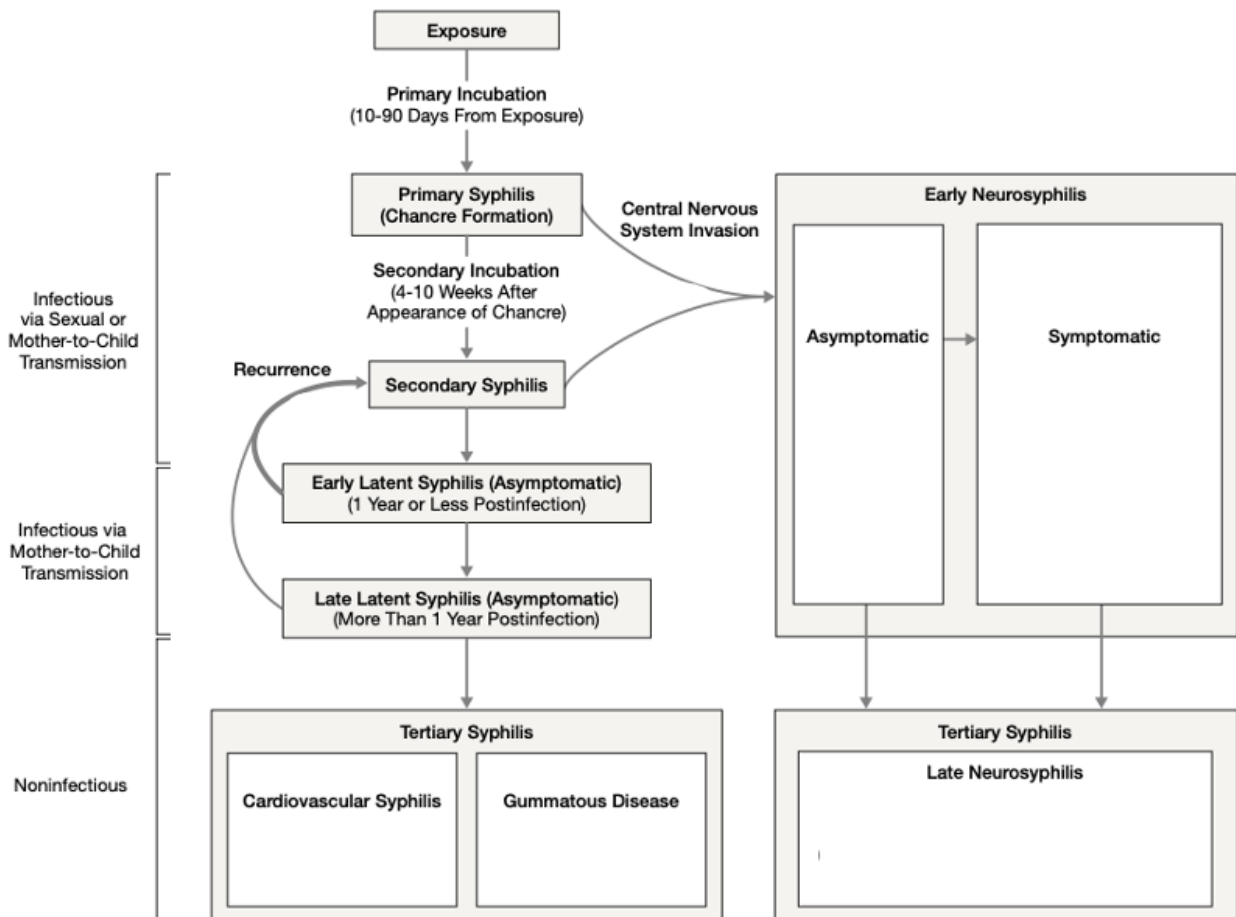 Exposure
Primary Incubation
(10-90 Days From Exposure)
Primary Syphilis
(Chancre Formation)
Central Nervous
System Invasion
Secondary Incubation
(4-10 Weeks After
Appearance of Chancre)
Infectious
via Sexual or
Mother-to-Child
Transmission
Recurrence
Secondary Syphilis
Early Latent Syphilis (Asymptomatic)
(1 Year or Less Postinfection)
Infectious via
Mother-to-Child
Transmission
Late Latent Syphilis (Asymptomatic)
(More Than 1 Year Postinfection)
Early Neurosyphilis
Asymptomatic
Symptomatic
Noninfectious
Tertiary Syphilis
Cardiovascular Syphilis
Gummatous Disease
Tertiary Syphilis
Late Neurosyphilis